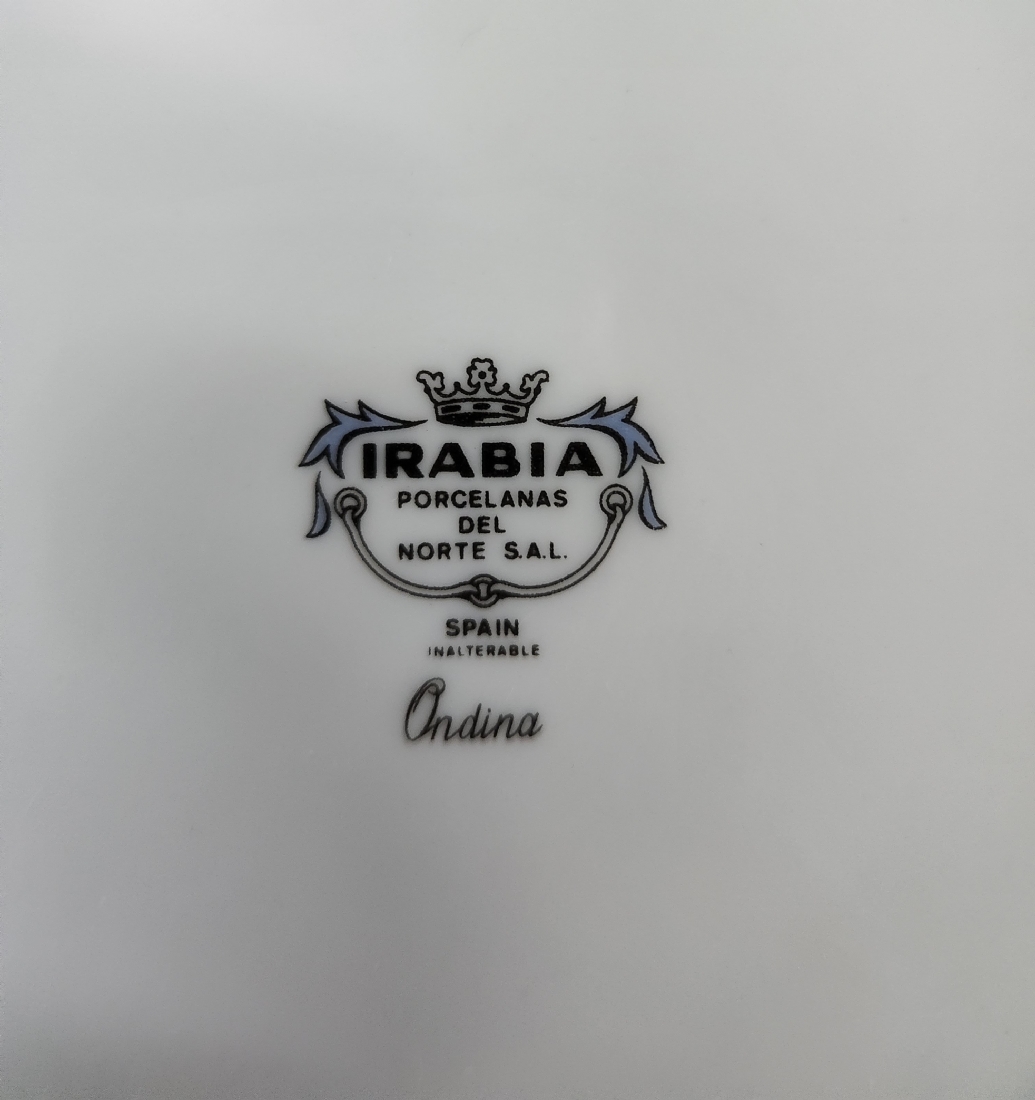 IRABIA
PORCELANAS
DEL
NORTE S.A.L.
SPAIN
INALTERABLE
Ondina